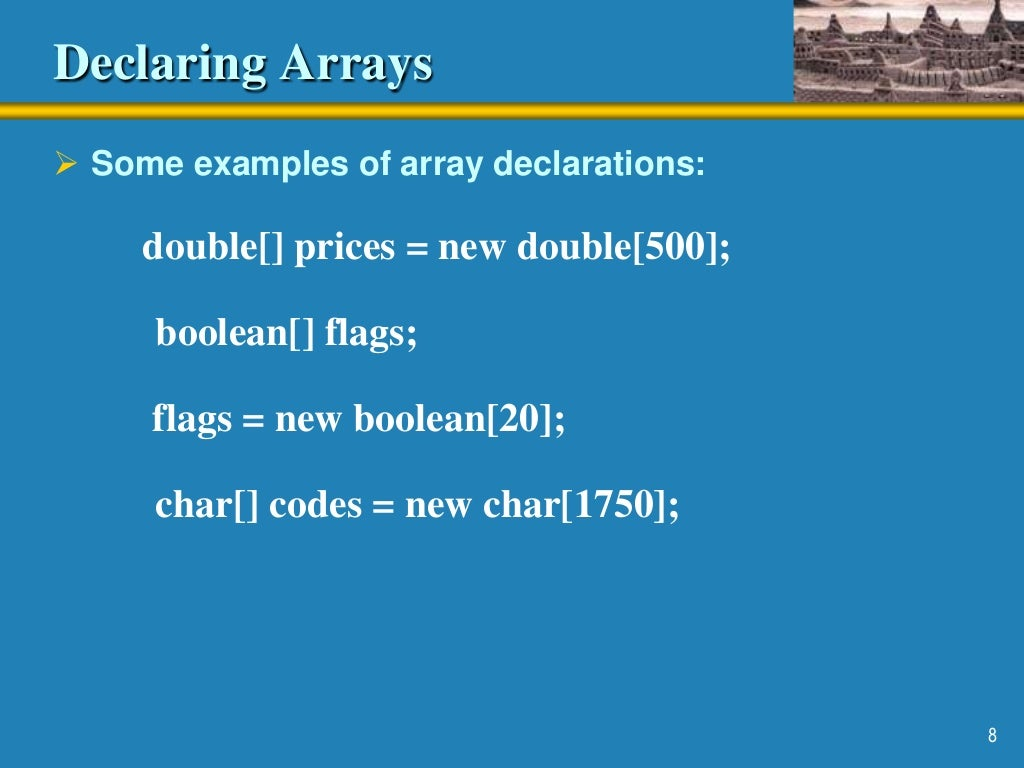 Declaring Arrays
Some examples of array declarations:
double[] prices = new double[500];
boolean[] flags;
flags = new boolean[20];
char[] codes = new char[1750];
8